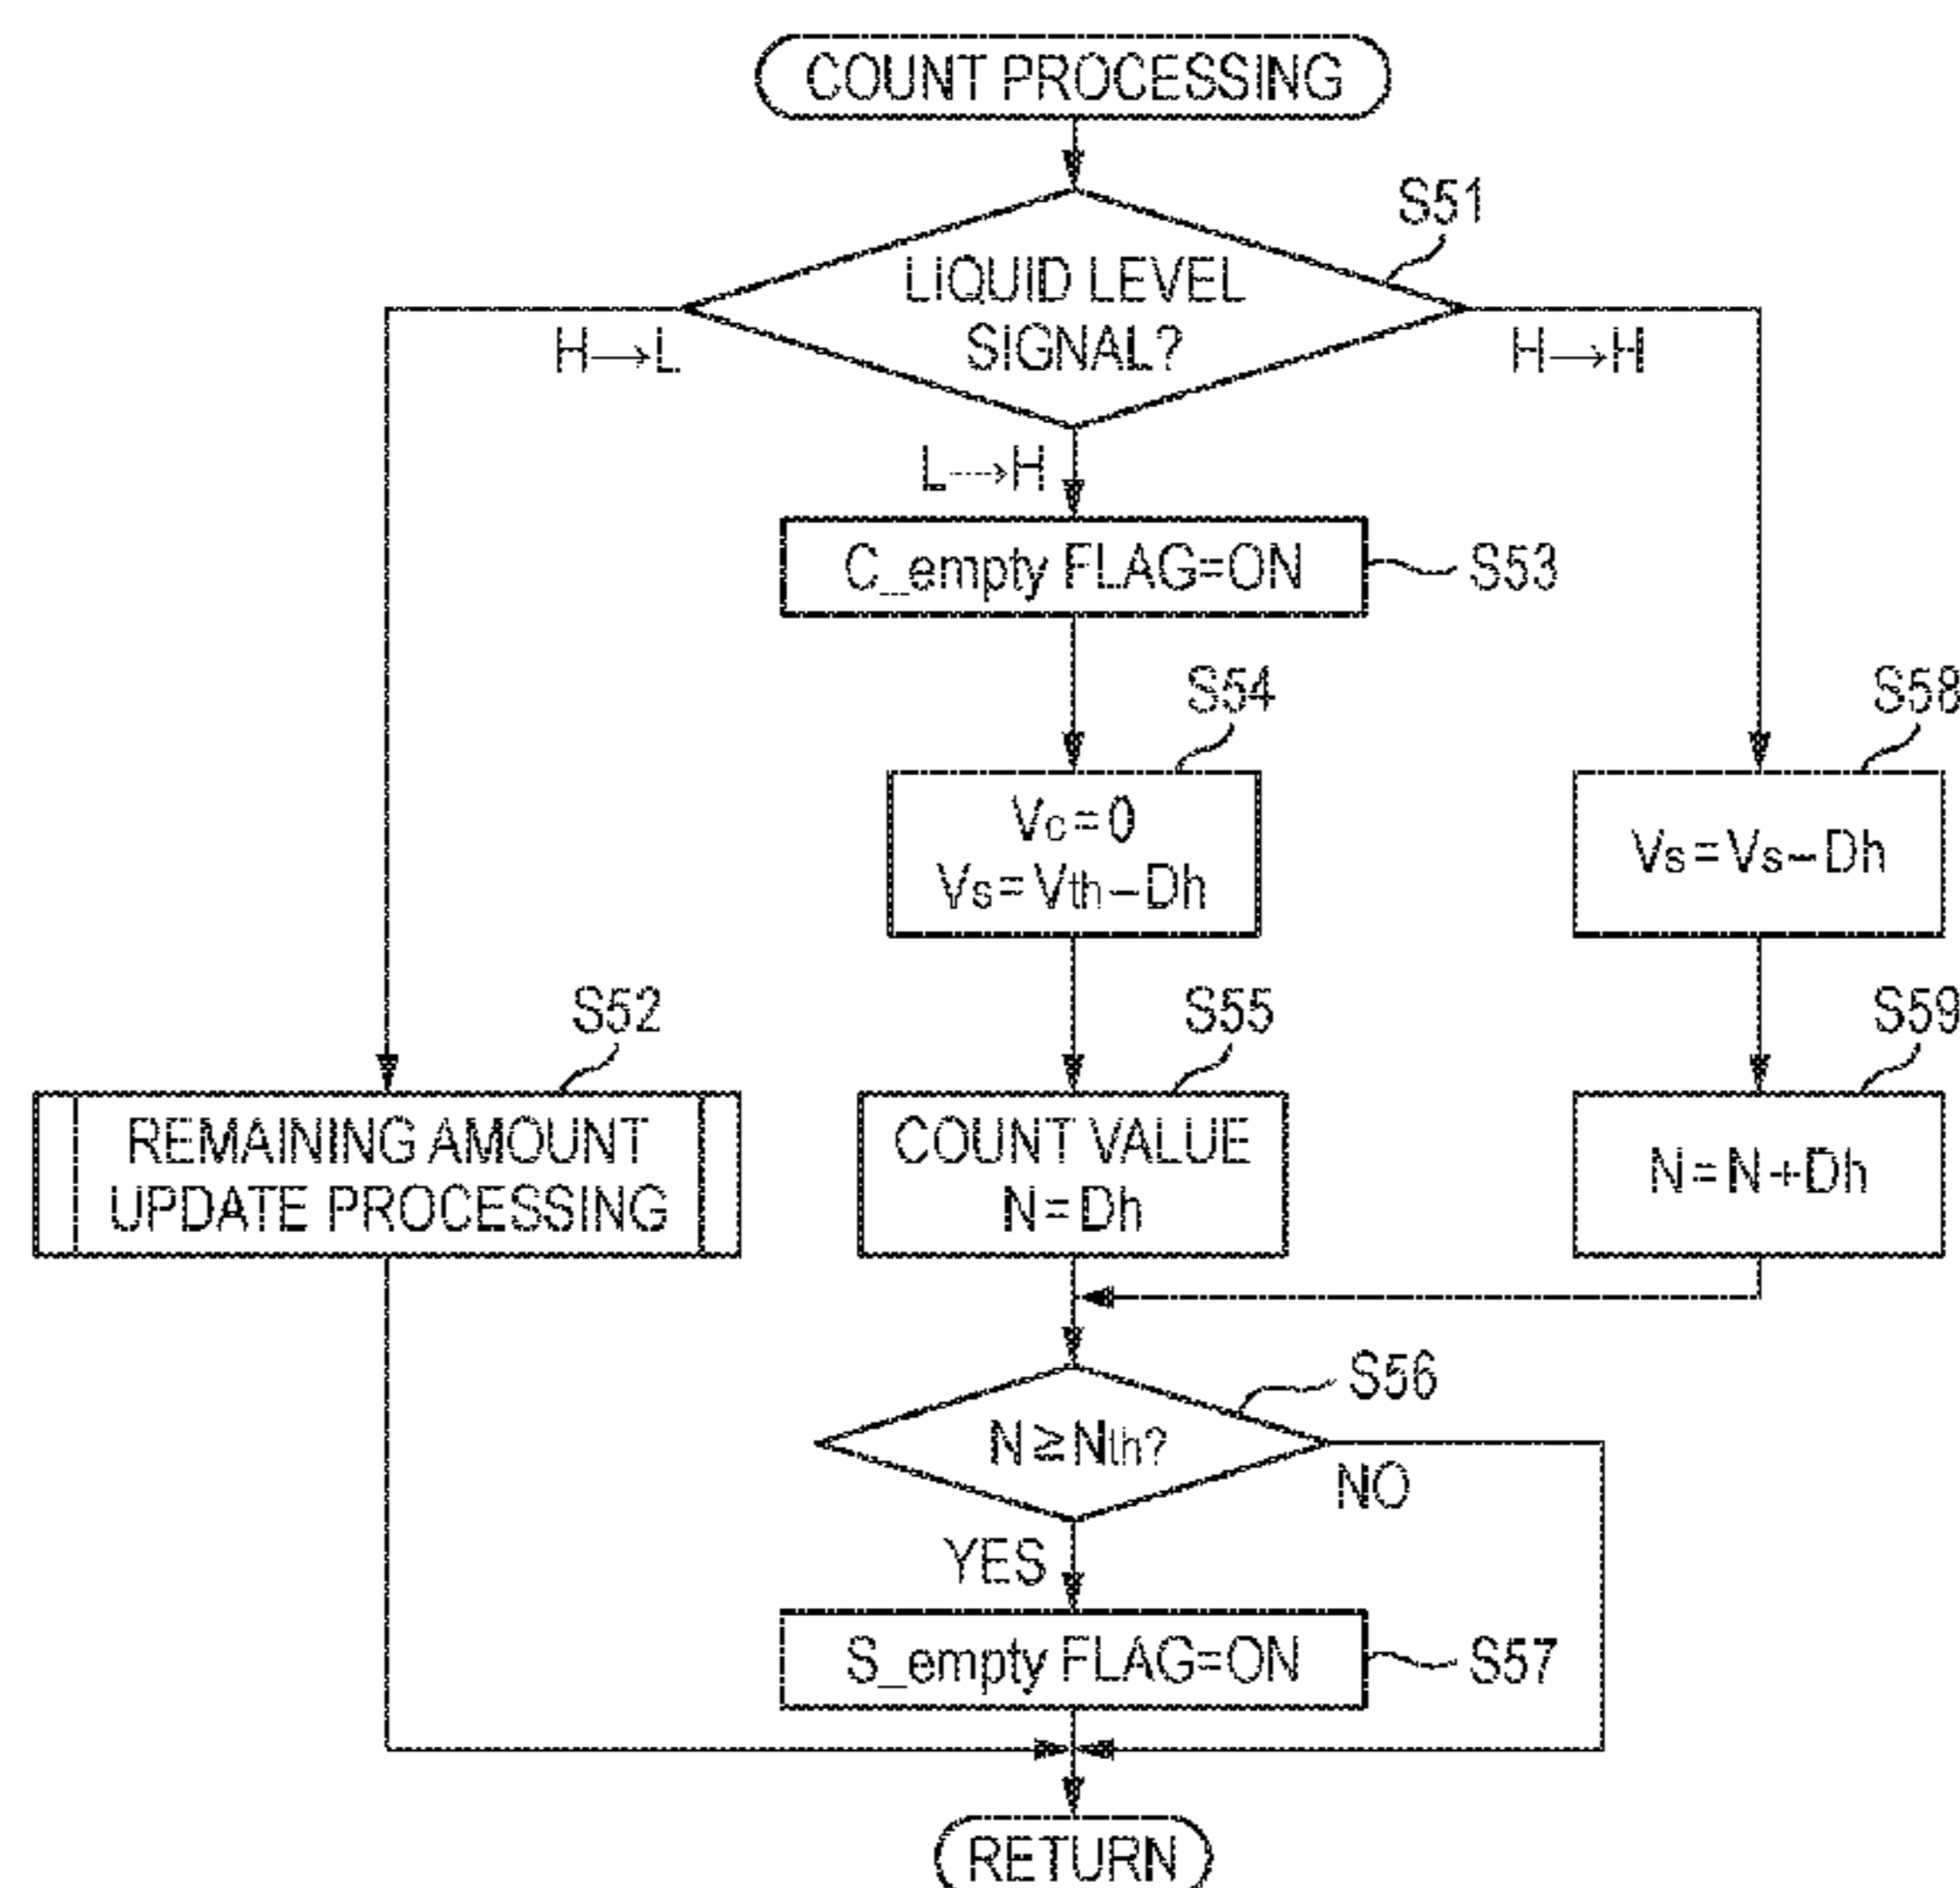 COUNT PROCESSING
S51
LIQUID LEVEL
SIGNAL?
H→L
H→H
L→H
C_empty FLAG=ON
S53
S54
S58
Vc=0
Vs=Vth−Dh
Vs=Vs−Dh
S52
S55
S59
REMAINING AMOUNT
UPDATE PROCESSING
COUNT VALUE
N=Dh
N=N+Dh
S56
N≧Nth?
NO
YES
S_empty FLAG=ON
S57
RETURN